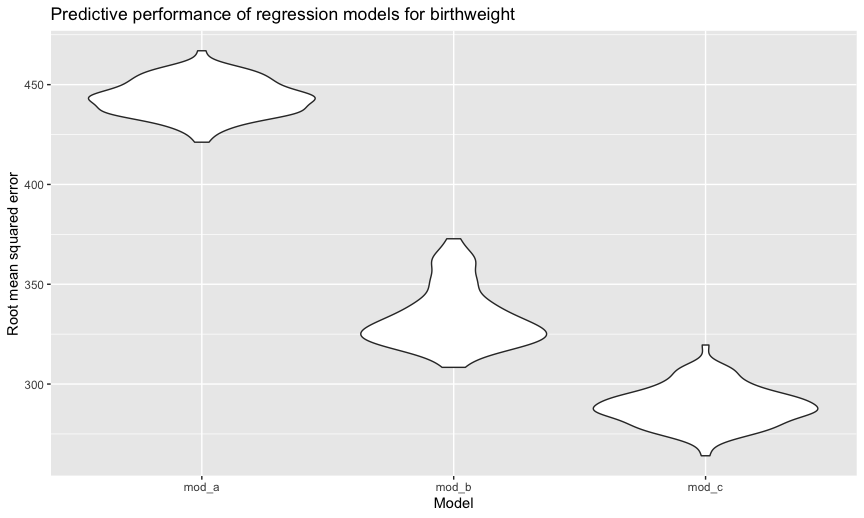 Predictive performance of regression models for birthweight
Root mean squared error
450
400
350
300
mod_a mod_b mod_c
Model